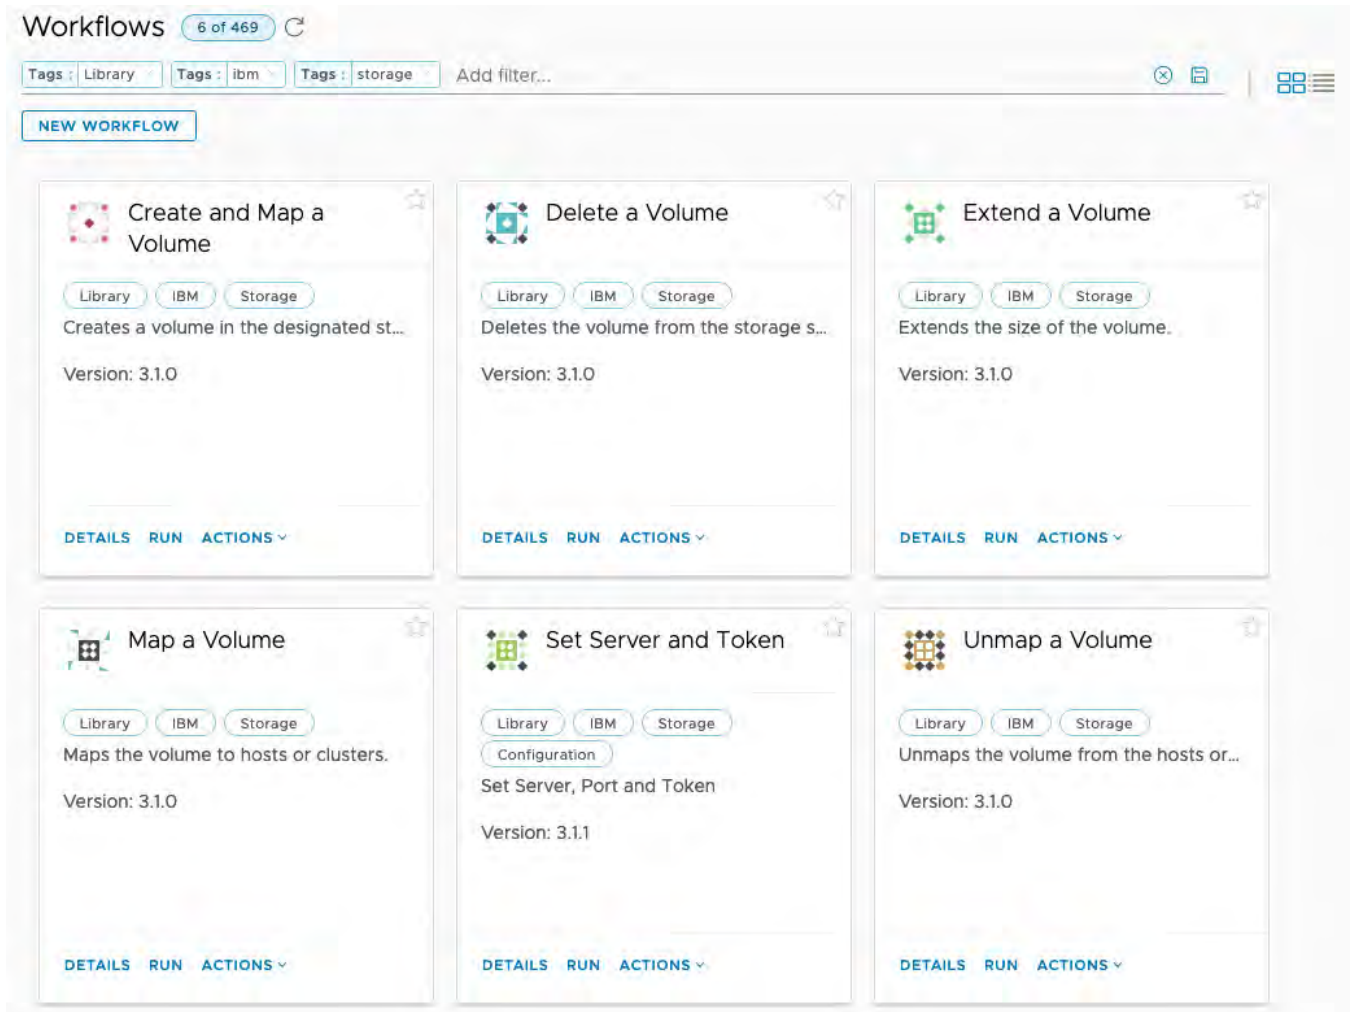 Workflows 6 of 469
Tags : Library Tags : ibm Tags : storage Add filter...
NEW WORKFLOW
Create and Map a
Volume
Library IBM Storage
Creates a volume in the designated st...
Version: 3.1.0
DETAILS RUN ACTIONS
Delete a Volume
Library IBM Storage
Deletes the volume from the storage s...
Version: 3.1.0
DETAILS RUN ACTIONS
Extend a Volume
Library IBM Storage
Extends the size of the volume.
Version: 3.1.0
DETAILS RUN ACTIONS
Map a Volume
Library IBM Storage
Maps the volume to hosts or clusters.
Version: 3.1.0
DETAILS RUN ACTIONS
Set Server and Token
Library IBM Storage
Configuration
Set Server, Port and Token
Version: 3.1.1
DETAILS RUN ACTIONS
Unmap a Volume
Library IBM Storage
Unmaps the volume from the hosts or...
Version: 3.1.0
DETAILS RUN ACTIONS